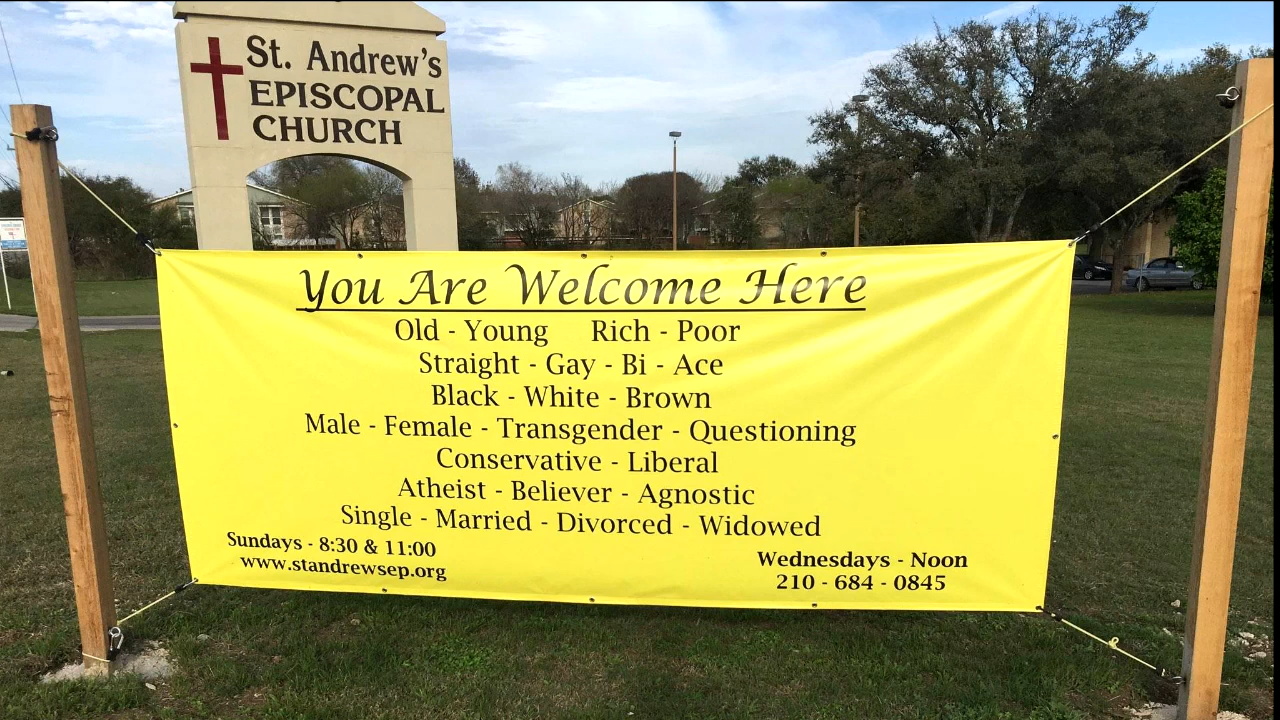 St. Andrew's
EPISCOPAL
CHURCH
You Are Welcome Here
Old - Young Rich - Poor
Straight - Gay - Bi - Ace
Black - White - Brown
Male - Female - Transgender - Questioning
Conservative - Liberal
Atheist - Believer - Agnostic
Single - Married - Divorced - Widowed
Sundays - 8:30 & 11:00
www.standrewsep.org
Wednesdays - Noon
210 - 684 - 0845